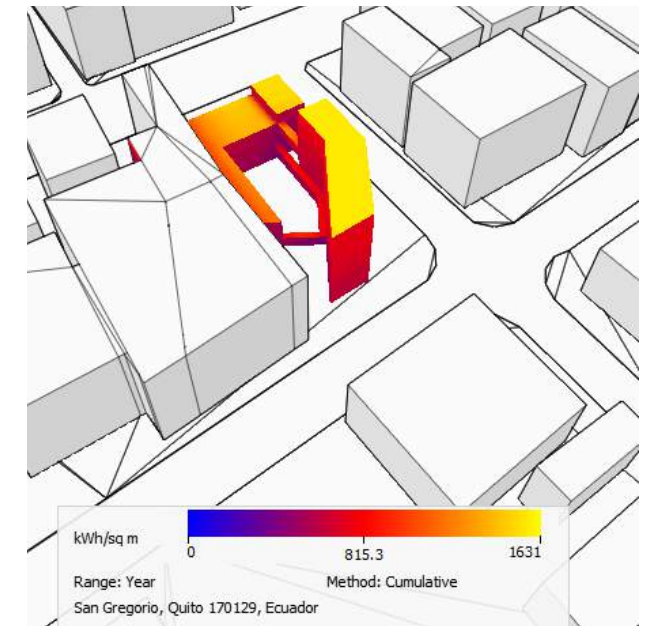 kWh/sq m
0 815.3 1631
Range: Year Method: Cumulative
San Gregorio, Quito 170129, Ecuador